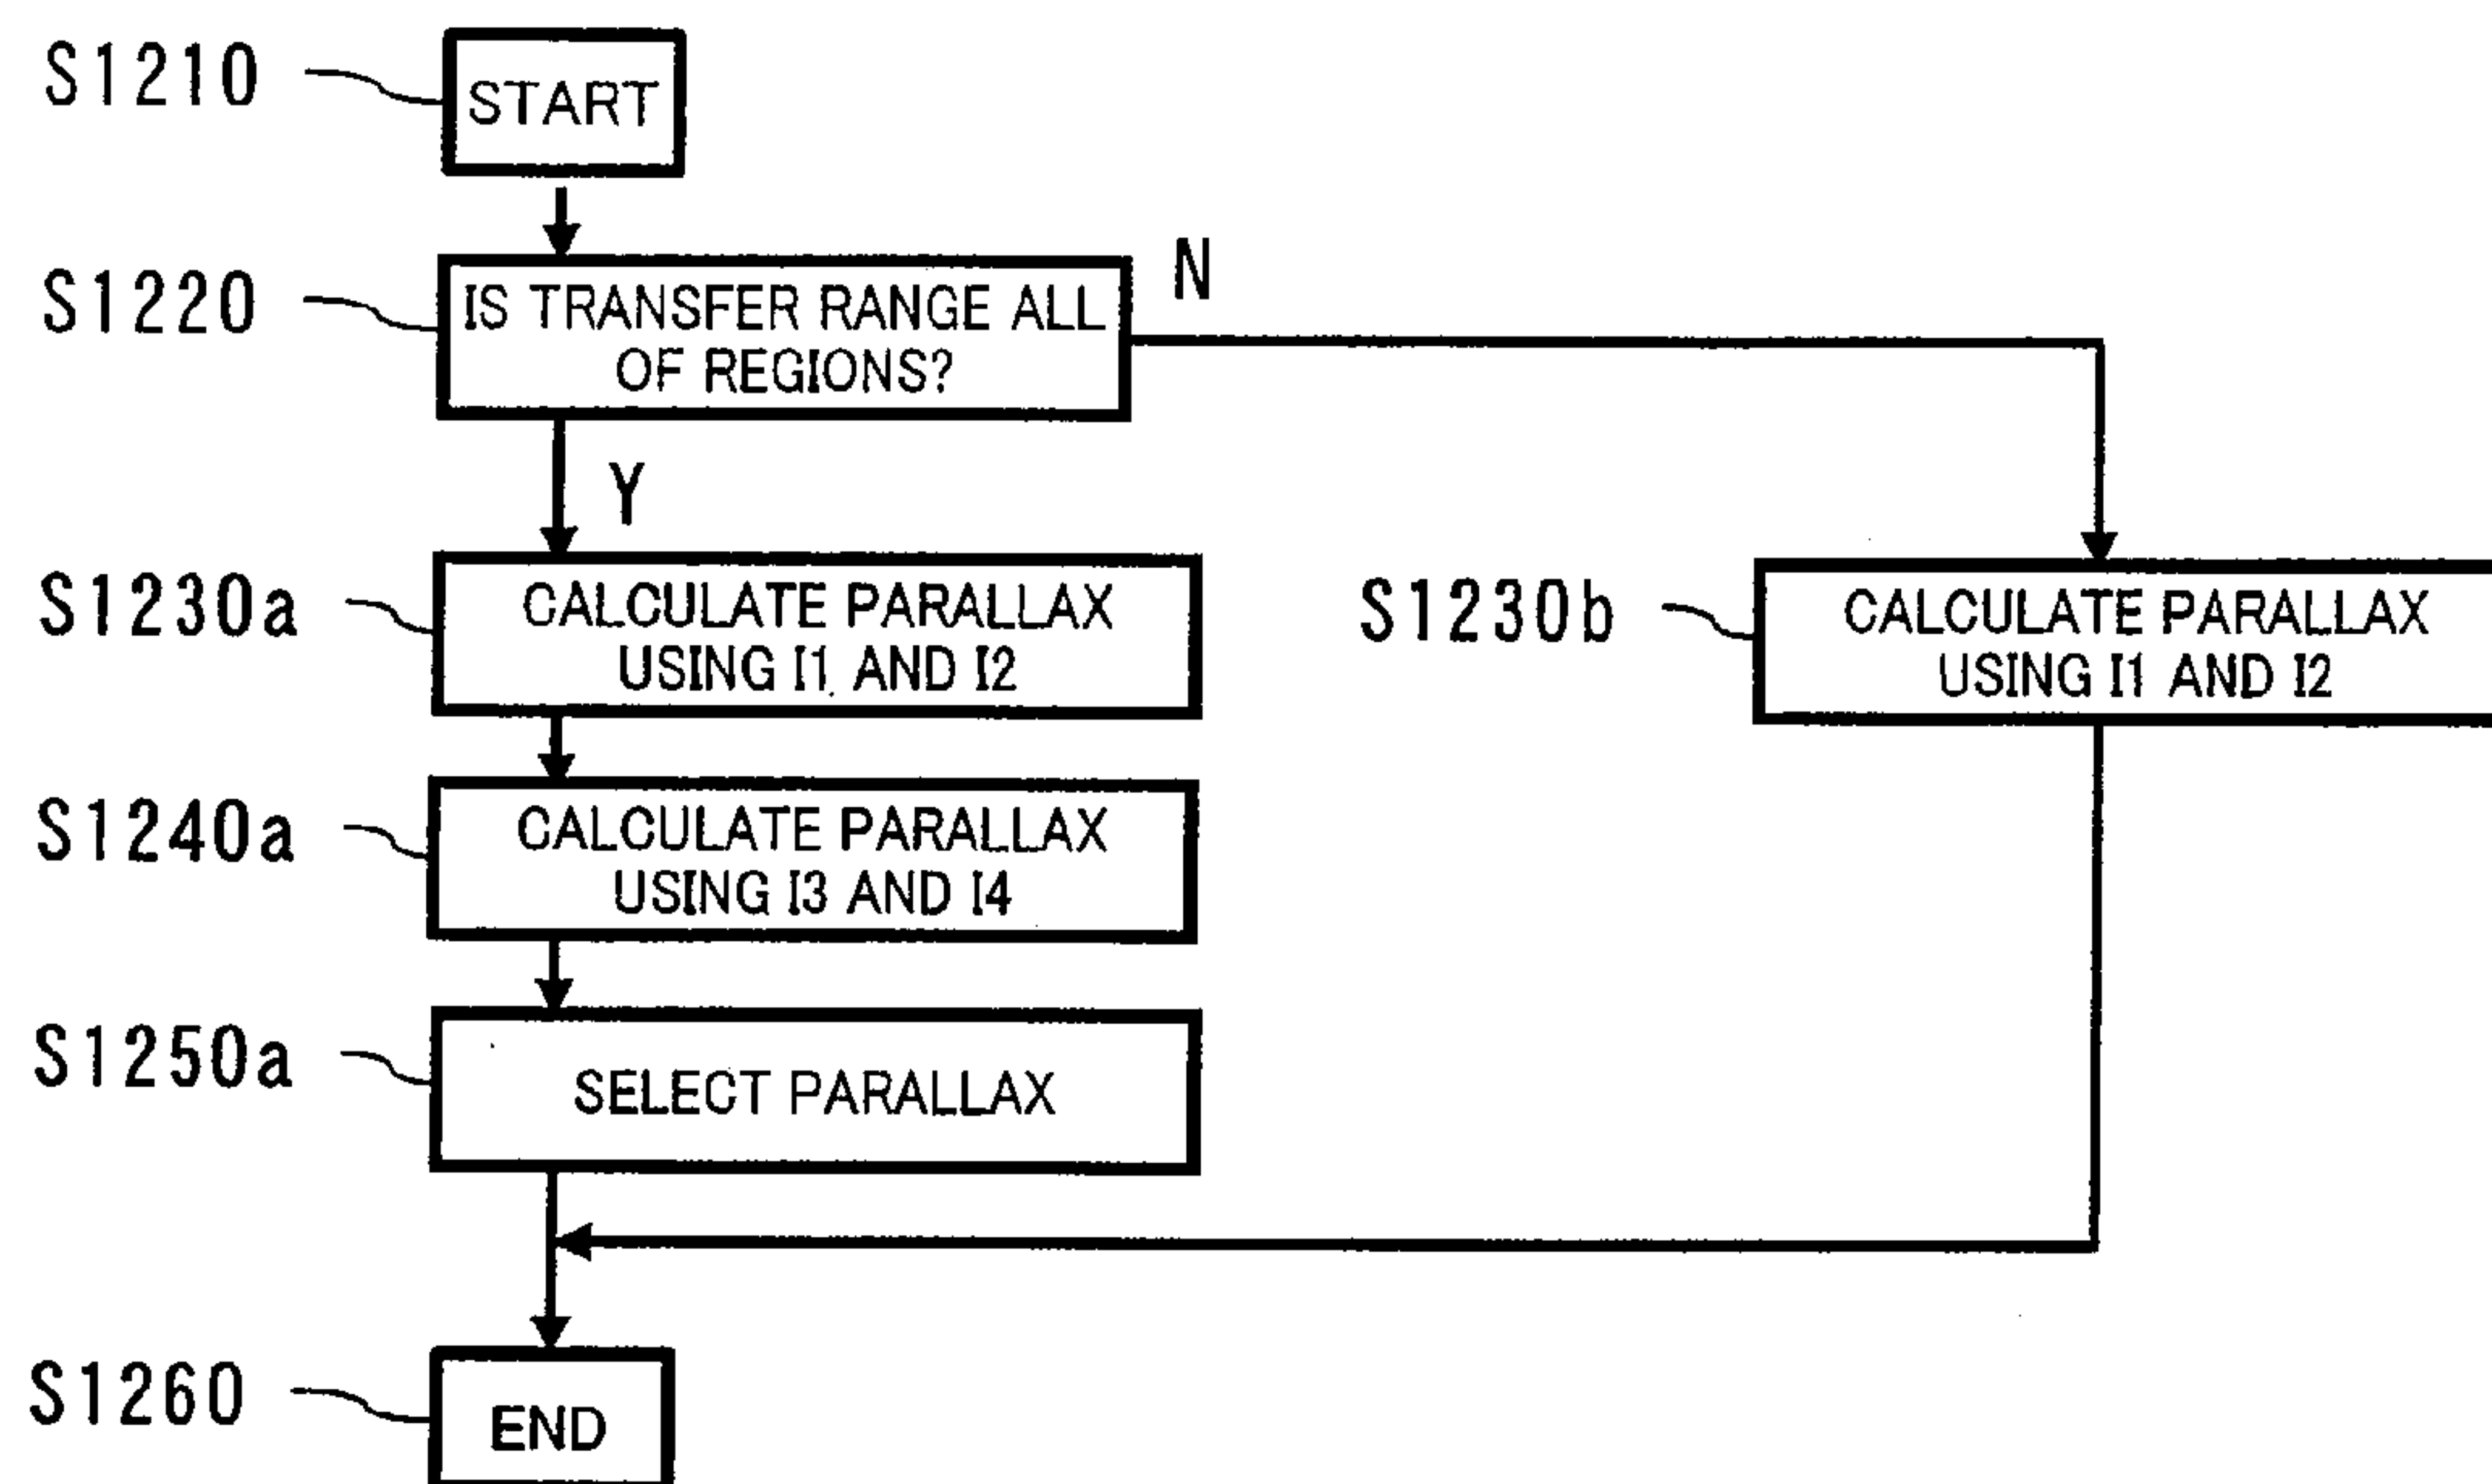 S1210
START
S1220
IS TRANSFER RANGE ALL
OF REGIONS?
N
Y
S1230a
CALCULATE PARALLAX
USING I1 AND I2
S1230b
CALCULATE PARALLAX
USING I1 AND I2
S1240a
CALCULATE PARALLAX
USING I3 AND I4
S1250a
SELECT PARALLAX
S1260
END